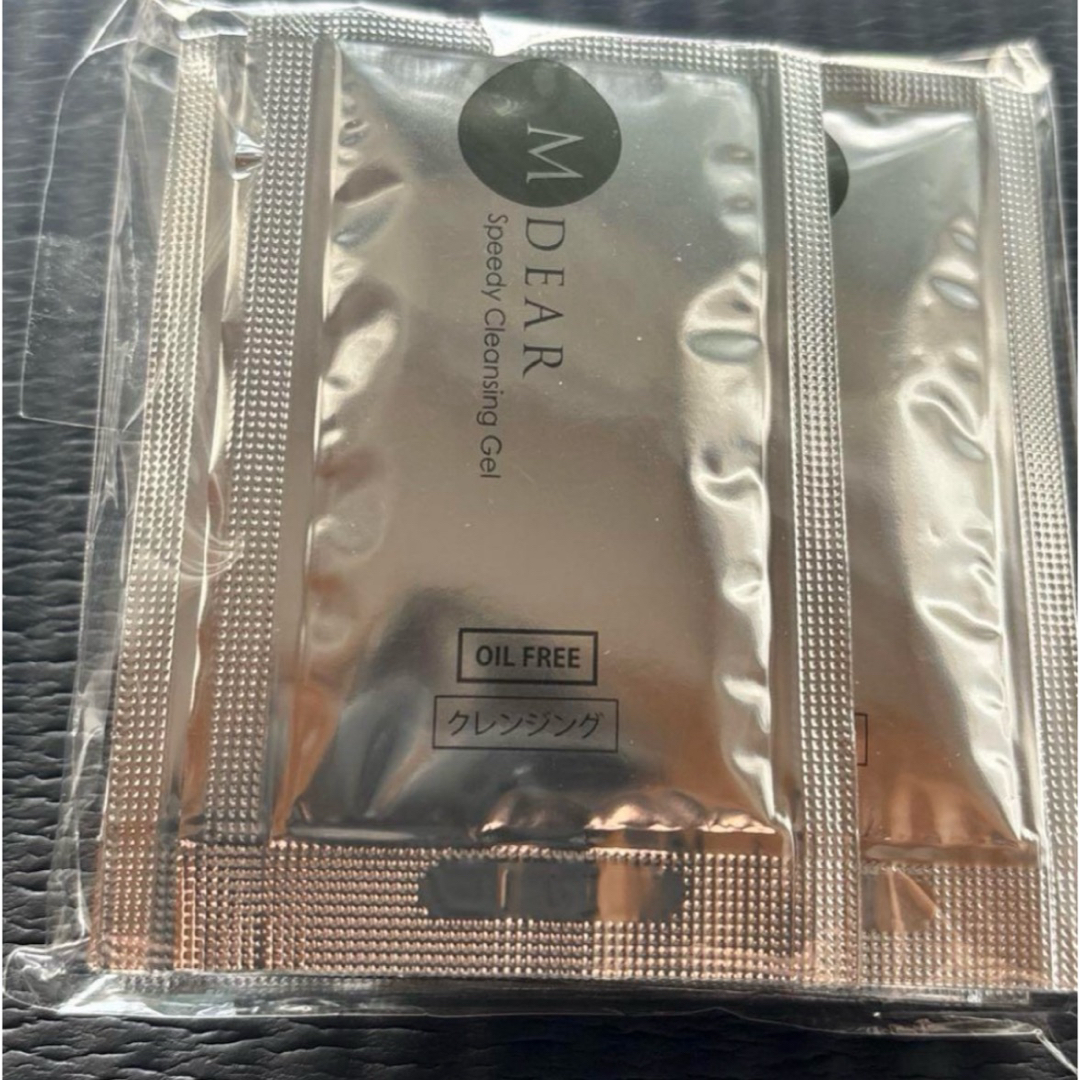 M DEAR
Speedy Cleansing Gel
OIL FREE
クレンジング